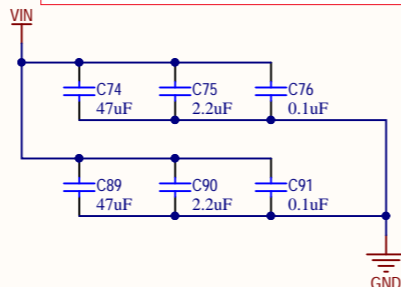 VIN
C74 C75 C76
47uF 2.2uF 0.1uF
C89 C90 C91
47uF 2.2uF 0.1uF
GND